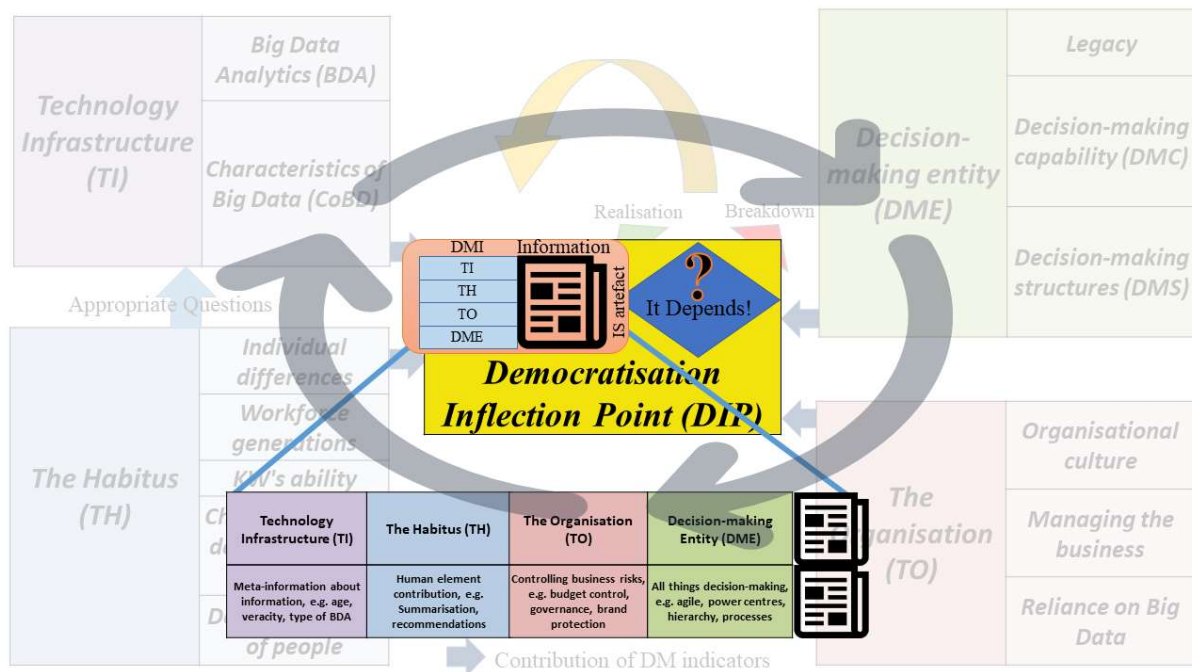 Technology
Infrastructure
(TI)
Big Data
Analytics (BDA)
Characteristics of
Big Data (CoBD)
Appropriate Questions
The Habitus
(TH)
Individual
differences
Workforce
generations
KW's ability
of people
Realisation
Breakdown
Decision-
making entity
(DME)
Legacy
Decision-making
capability (DMC)
Decision-making
structures (DMS)
The
Organisation
(TO)
Organisational
culture
Managing the
business
Reliance on Big
Data
DMI
TI
TH
TO
DME
Information
IS artefact
?
It Depends!
Democratisation
Inflection Point (DIP)
Technology
Infrastructure (TI)
The Habitus (TH)
The Organisation
(TO)
Decision-making
Entity (DME)
Meta-information about
information, e.g. age,
veracity, type of BDA
Human element
contribution, e.g.
Summarisation,
recommendations
Controlling business risks,
e.g. budget control,
governance, brand
protection
All things decision-making,
e.g. agile, power centres,
hierarchy, processes
Contribution of DM indicators